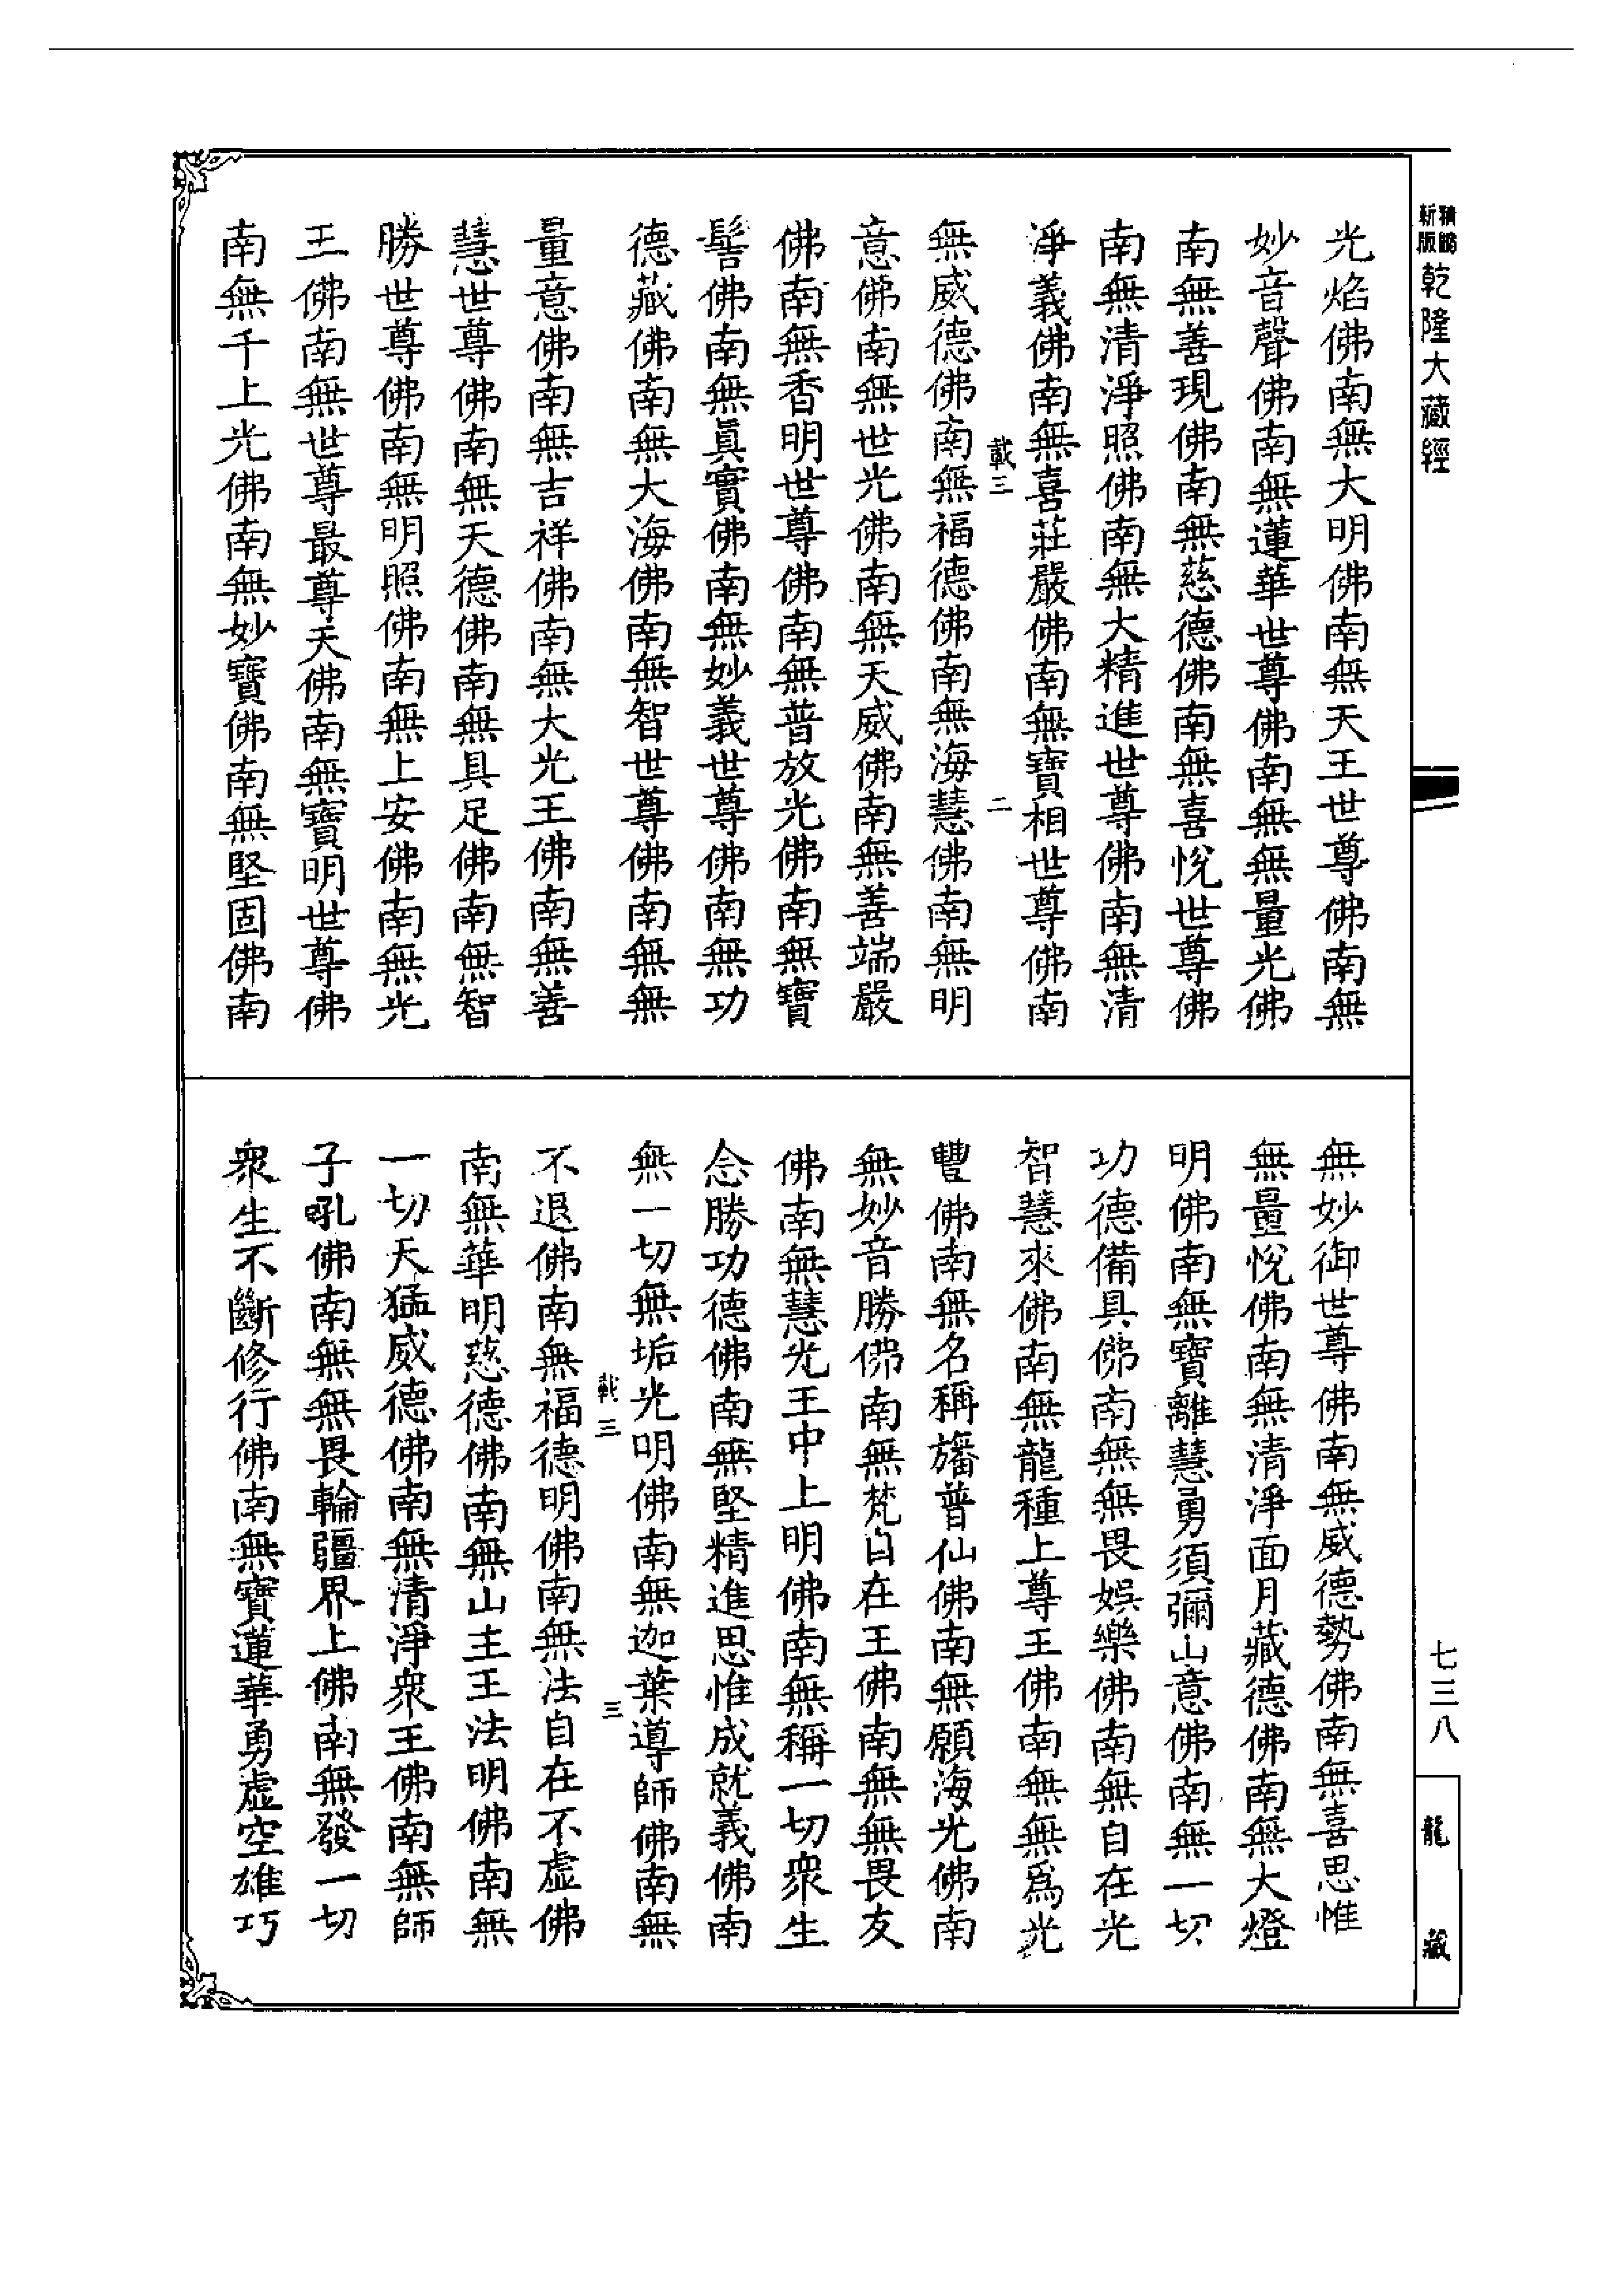 精鏤新版乾隆大藏經
光焰佛南無大明佛南無天王世尊佛南無
妙音聲佛南無蓮華世尊佛南無無量光佛
南無善現佛南無慈德佛南無喜悅世尊佛
南無清淨照佛南無大精進世尊佛南無清
淨義佛南無喜莊嚴佛南無寶相世尊佛南
載三 二
無威德佛南無福德佛南無海慧佛南無明
意佛南無世光佛南無天威佛南無善端嚴
佛南無香明世尊佛南無普放光佛南無寶
髻佛南無真實佛南無妙義世尊佛南無功
德藏佛南無大海佛南無智世尊佛南無無
量意佛南無吉祥佛南無大光王佛南無善
慧世尊佛南無天德佛南無具足佛南無智
勝世尊佛南無明照佛南無上安佛南無光
王佛南無世尊最尊天佛南無寶明世尊佛
南無千上光佛南無妙寶佛南無堅固佛南
無妙御世尊佛南無威德勢佛南無喜思惟
無量悅佛南無清淨面月藏德佛南無大燈
明佛南無寶離慧勇須彌山意佛南無一切
功德備具佛南無無畏娛樂佛南無自在光
智慧來佛南無龍種上尊王佛南無無為光
豐佛南無名稱旛普仙佛南無願海光佛南
無妙音勝佛南無梵自在王佛南無無畏友
佛南無慧光王中上明佛南無稱一切眾生
念勝功德佛南無堅精進思惟成就義佛南
無一切無垢光明佛南無迦葉導師佛南無
載三 三
不退佛南無福德明佛南無法自在不虛佛
南無華明慈德佛南無山主王法明佛南無
一切天猛威德佛南無清淨眾王佛南無師
子吼佛南無無畏輪疆界上佛南無發一切
眾生不斷修行佛南無寶蓮華勇虛空雄巧
七三八
龍藏